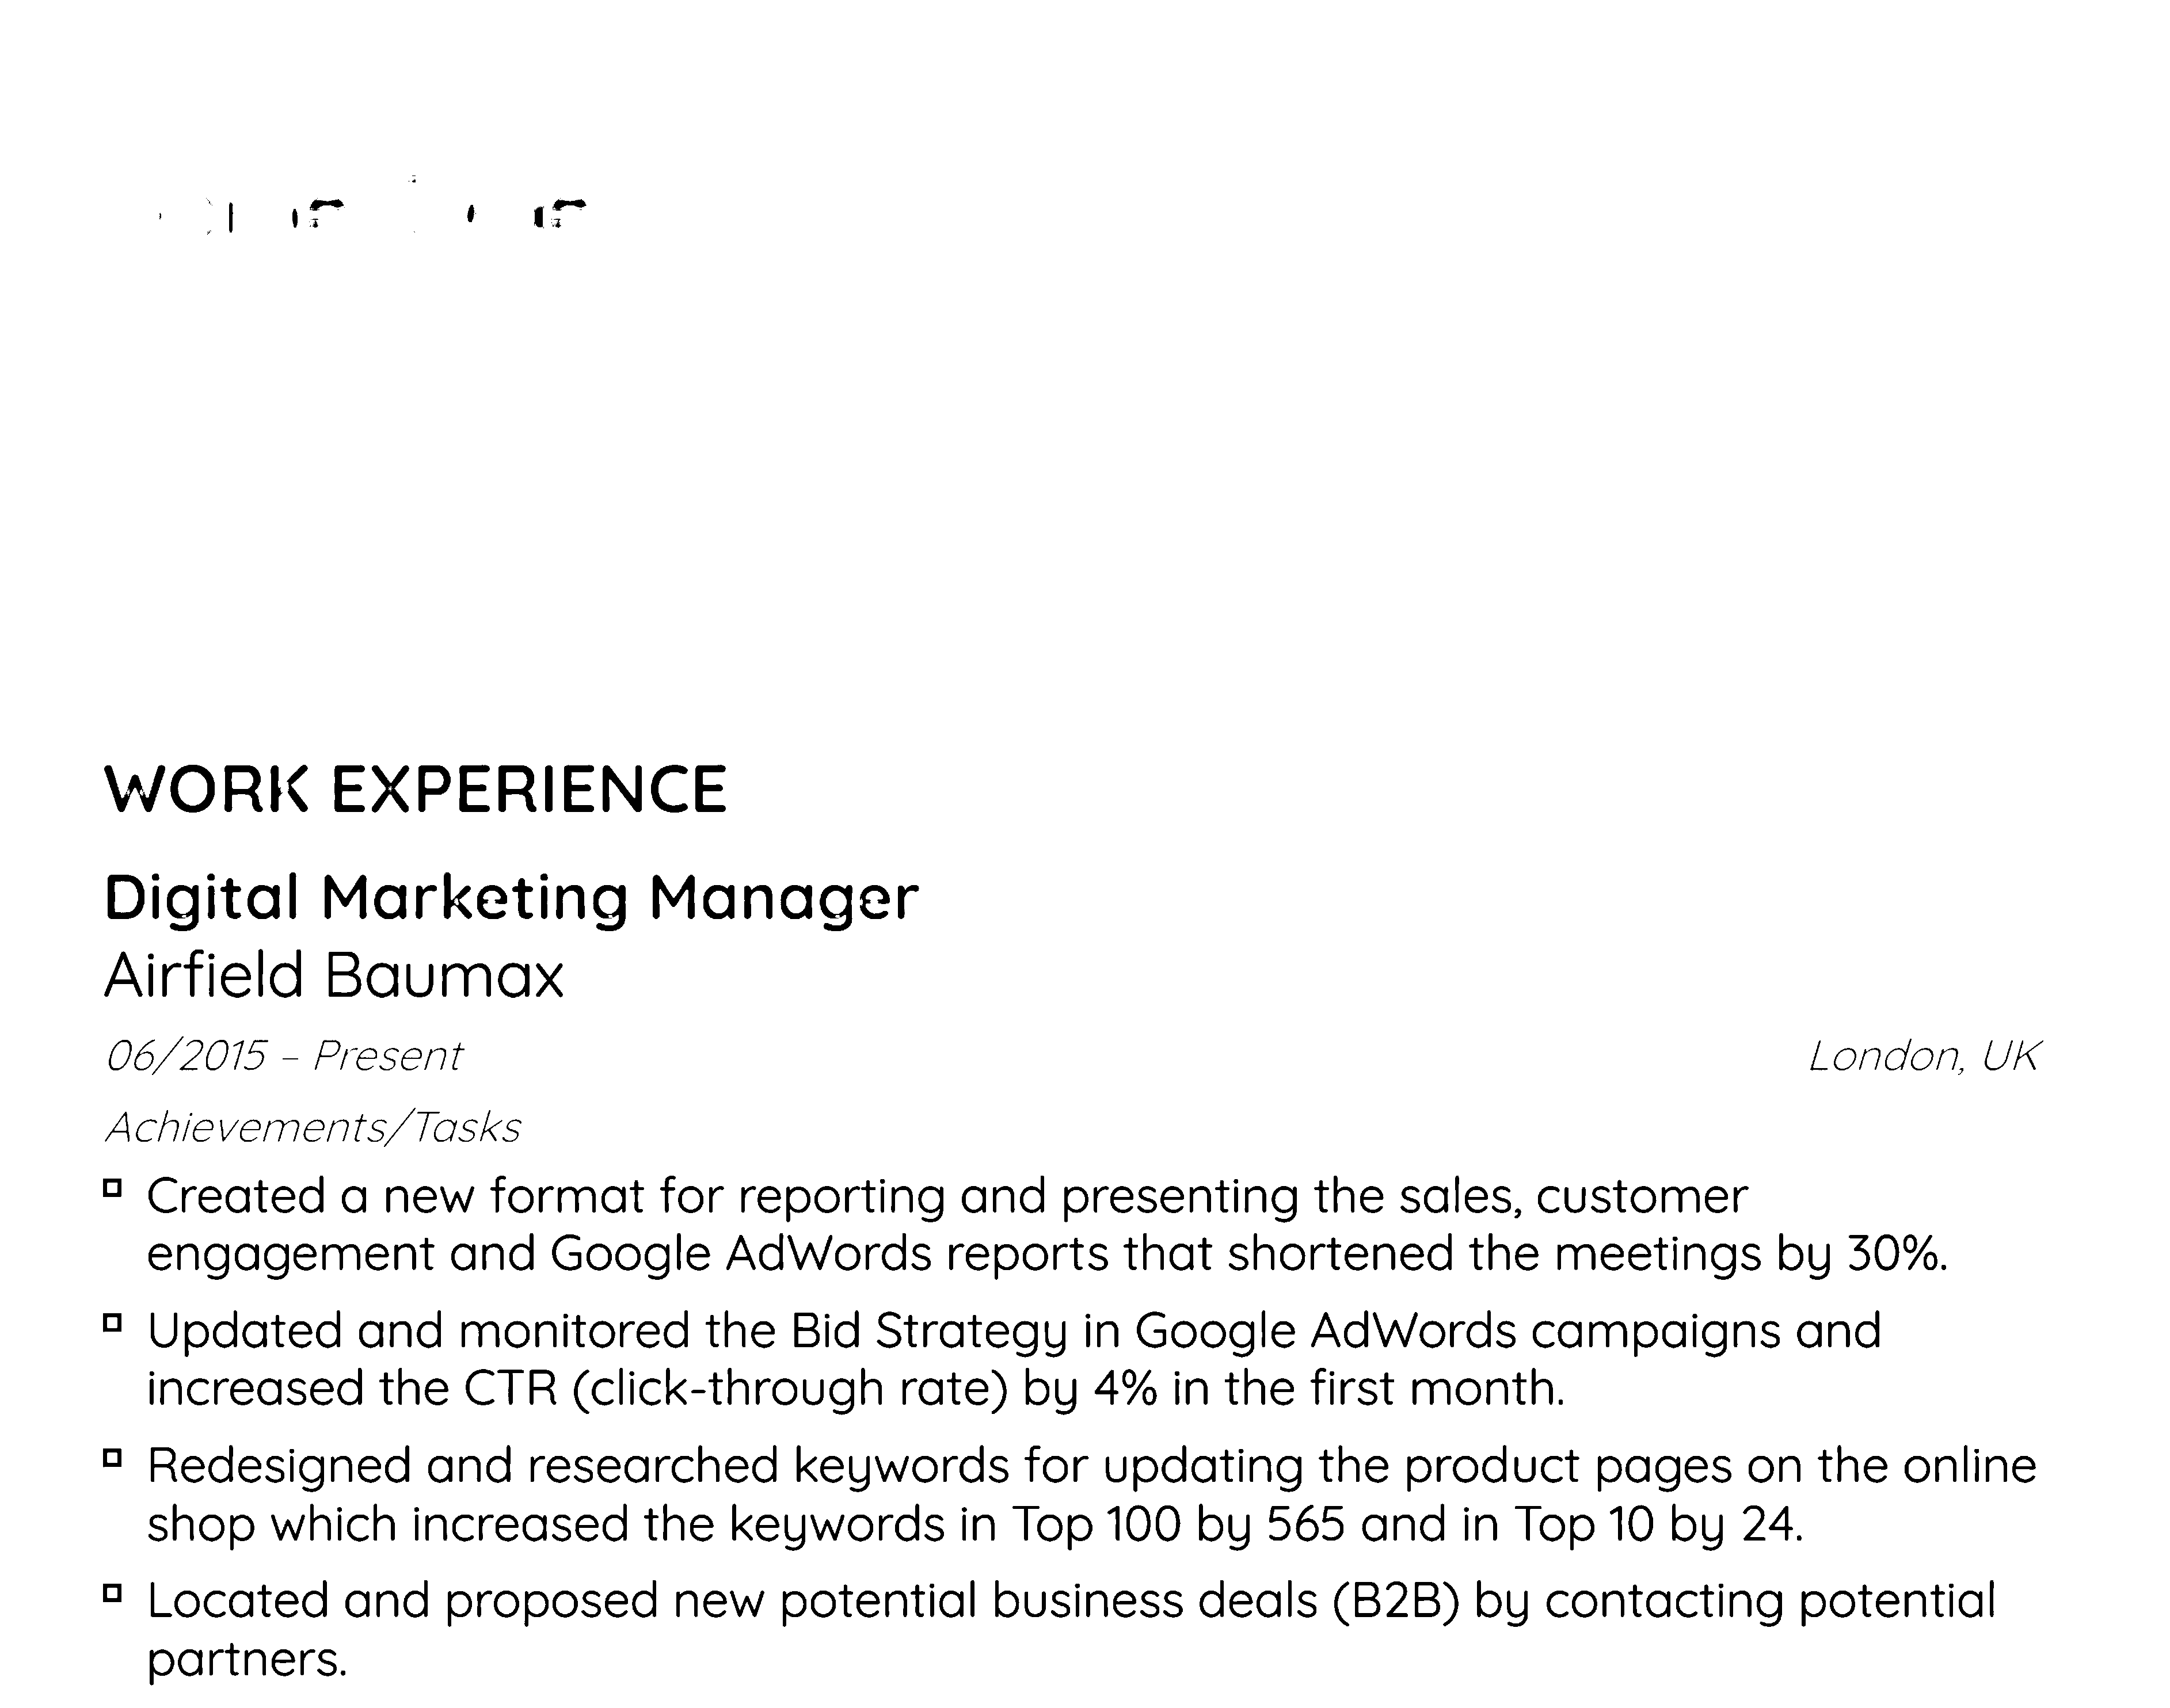 WORK EXPERIENCE
Digital Marketing Manager
Airfield Baumax
06/2015 – Present London, UK
Achievements/Tasks
Created a new format for reporting and presenting the sales, customer
engagement and Google AdWords reports that shortened the meetings by 30%.
Updated and monitored the Bid Strategy in Google AdWords campaigns and
increased the CTR (click-through rate) by 4% in the first month.
Redesigned and researched keywords for updating the product pages on the online
shop which increased the keywords in Top 100 by 565 and in Top 10 by 24.
Located and proposed new potential business deals (B2B) by contacting potential
partners.